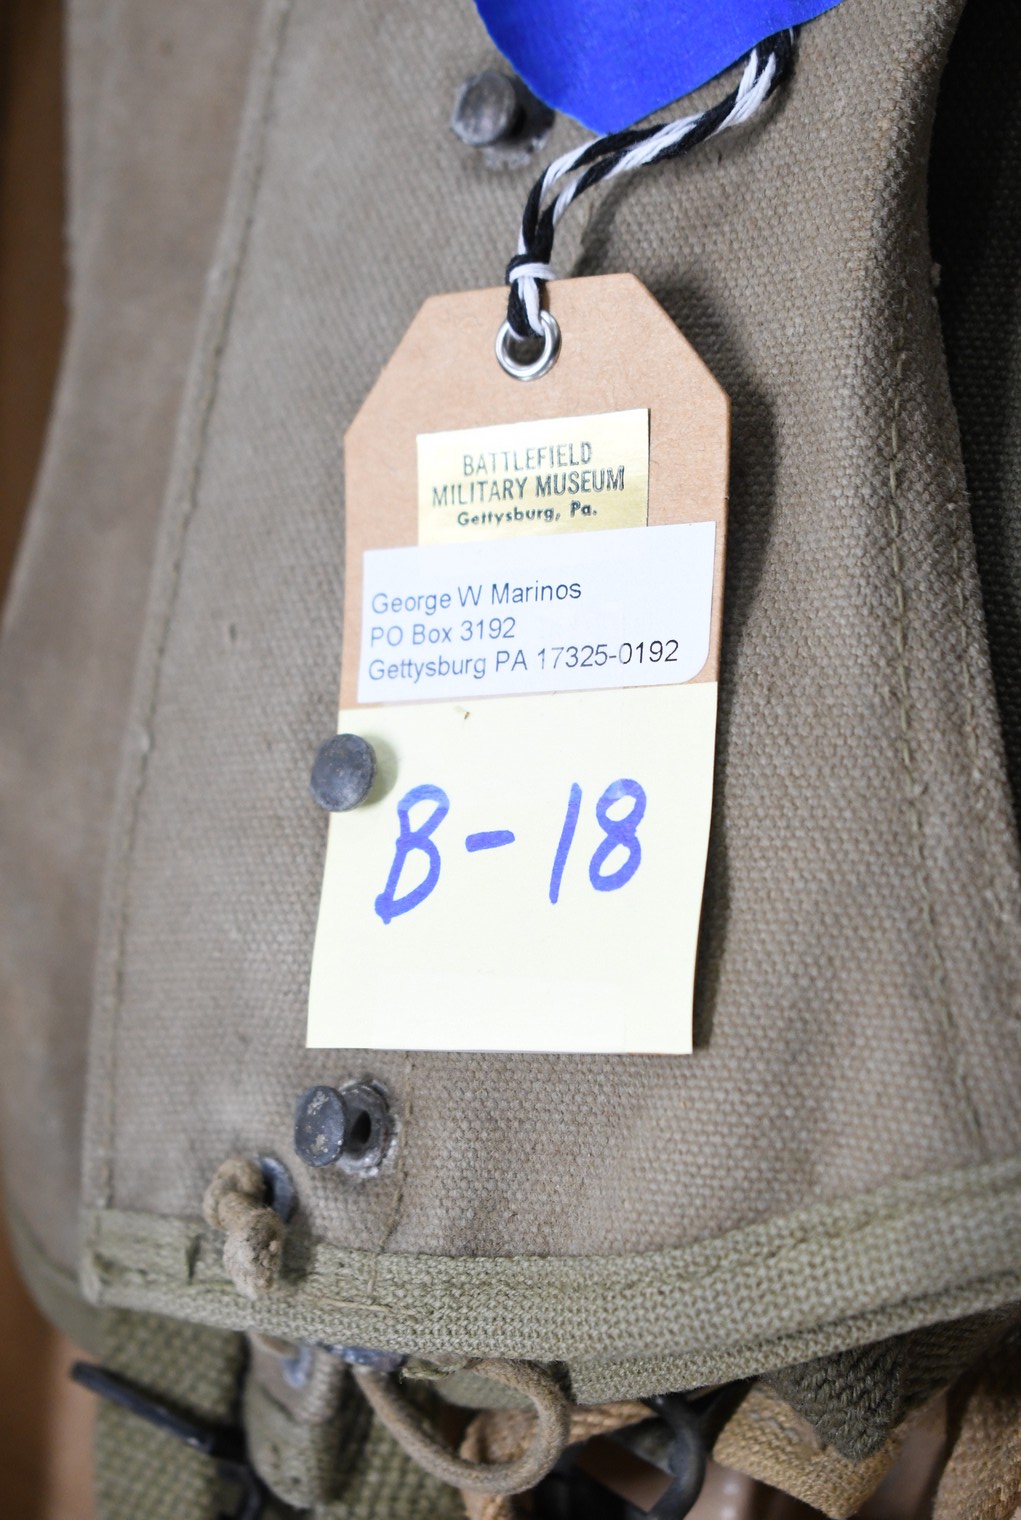 BATTLEFIELD
MILITARY MUSEUM
Gettysburg, Pa.
George W Marinos
PO Box 3192
Gettysburg PA 17325-0192
B-18